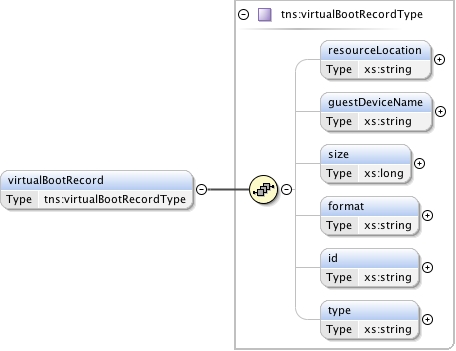 tns:virtualBootRecordType
resourceLocation
Type xs:string
guestDeviceName
Type xs:string
size
Type xs:long
virtualBootRecord
Type tns:virtualBootRecordType
format
Type xs:string
id
Type xs:string
type
Type xs:string